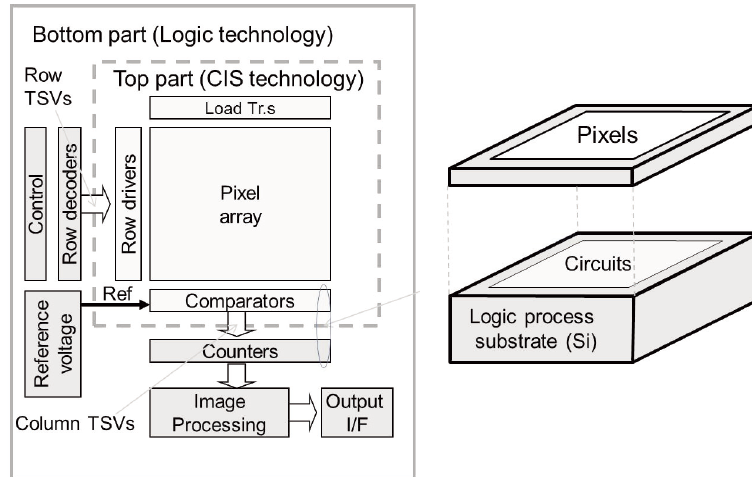 Bottom part (Logic technology)
Row
TSVs
Top part (CIS technology)
Load Tr.s
Control
Row decoders
Row drivers
Pixel
array
Ref
Comparators
Reference
voltage
Counters
Image
Processing
Output
I/F
Column TSVs
Pixels
Circuits
Logic process
substrate (Si)